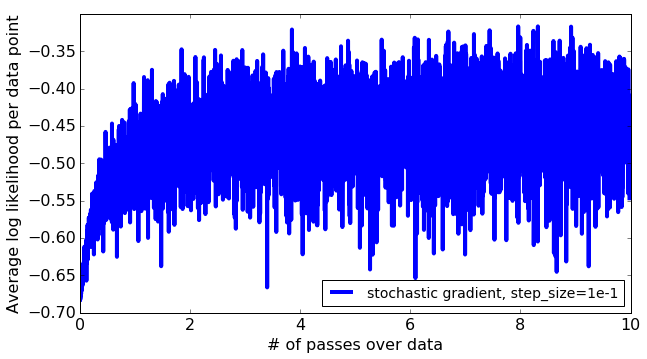 Average log likelihood per data point
−0.35
−0.40
−0.45
−0.50
−0.55
−0.60
−0.65
−0.70
0 2 4 6 8 10
# of passes over data
stochastic gradient, step_size=1e-1